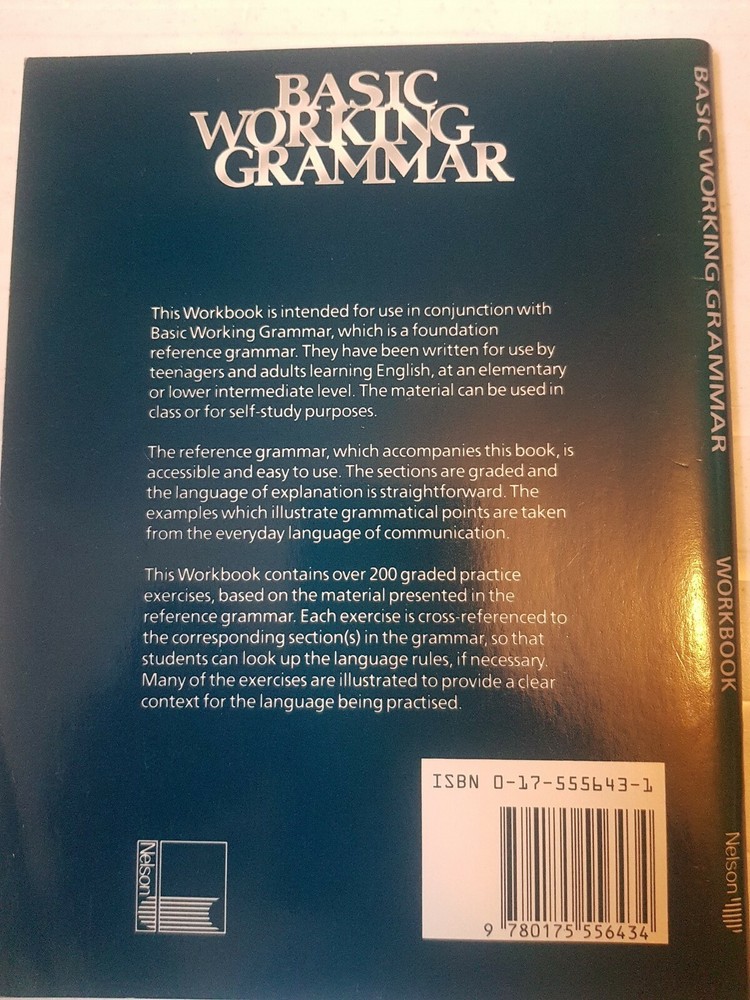 BASIC
WORKING
GRAMMAR
This Workbook is intended for use in conjunction with
Basic Working Grammar, which is a foundation
reference grammar. They have been written for use by
teenagers and adults learning English, at an elementary
or lower intermediate level. The material can be used in
class or for self-study purposes.
The reference grammar, which accompanies this book, is
accessible and easy to use. The sections are graded and
the language of explanation is straightforward. The
examples which illustrate grammatical points are taken
from the everyday language of communication.
This Workbook contains over 200 graded practice
exercises, based on the material presented in the
reference grammar. Each exercise is cross-referenced to
the corresponding section(s) in the grammar, so that
students can look up the language rules, if necessary.
Many of the exercises are illustrated to provide a clear
context for the language being practised.
ISBN 0-17-555643-1
9 780175 556434
Nelson
BASIC WORKING GRAMMAR WORKBOOK Nelson